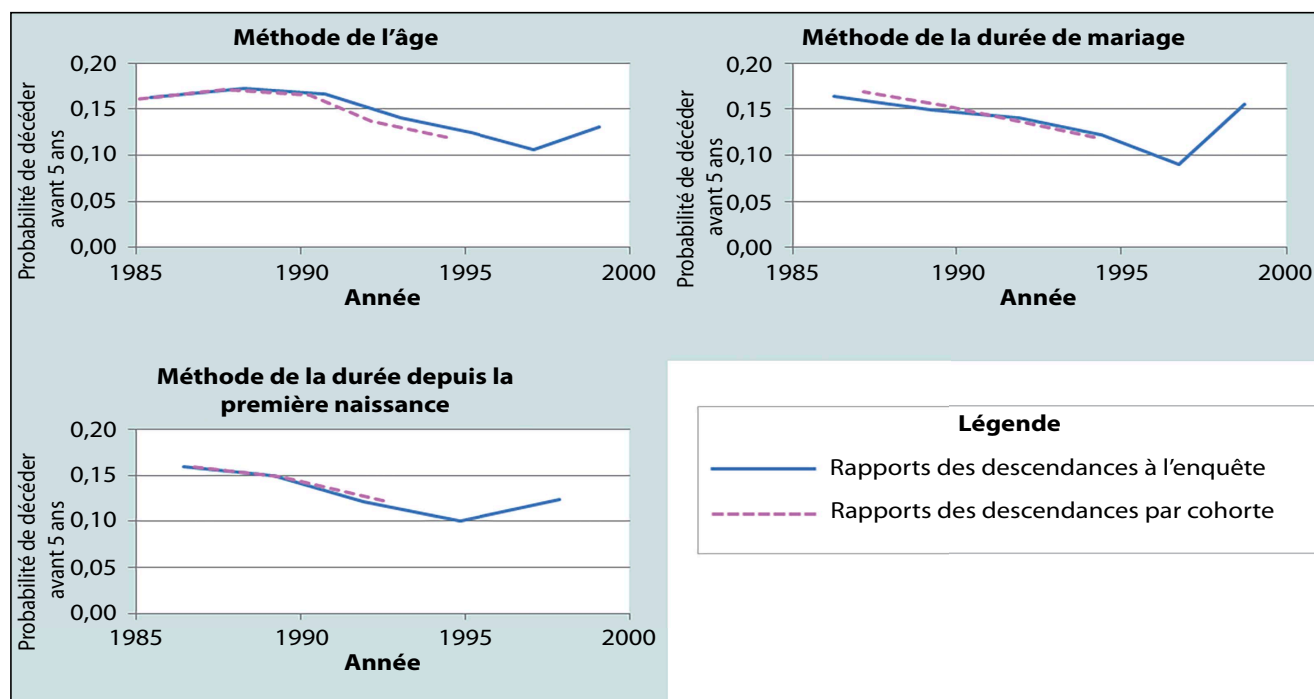 Méthode de l’âge
Probabilité de décéder
avant 5 ans
0,20
0,15
0,10
0,05
0,00
1985 1990 1995 2000
Année
Méthode de la durée de mariage
Probabilité de décéder
avant 5 ans
0,20
0,15
0,10
0,05
0,00
1985 1990 1995 2000
Année
Méthode de la durée depuis la
première naissance
Probabilité de décéder
avant 5 ans
0,20
0,15
0,10
0,05
0,00
1985 1990 1995 2000
Année
Légende
Rapports des descendances à l’enquête
Rapports des descendances par cohorte